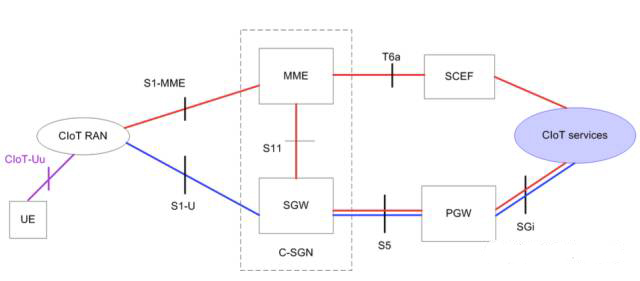 T6a
MME
SCEF
S1-MME
CIoT RAN
CIoT services
CIoT-Uu
S11
S1-U
SGW
PGW
UE
SGi
S5
C-SGN